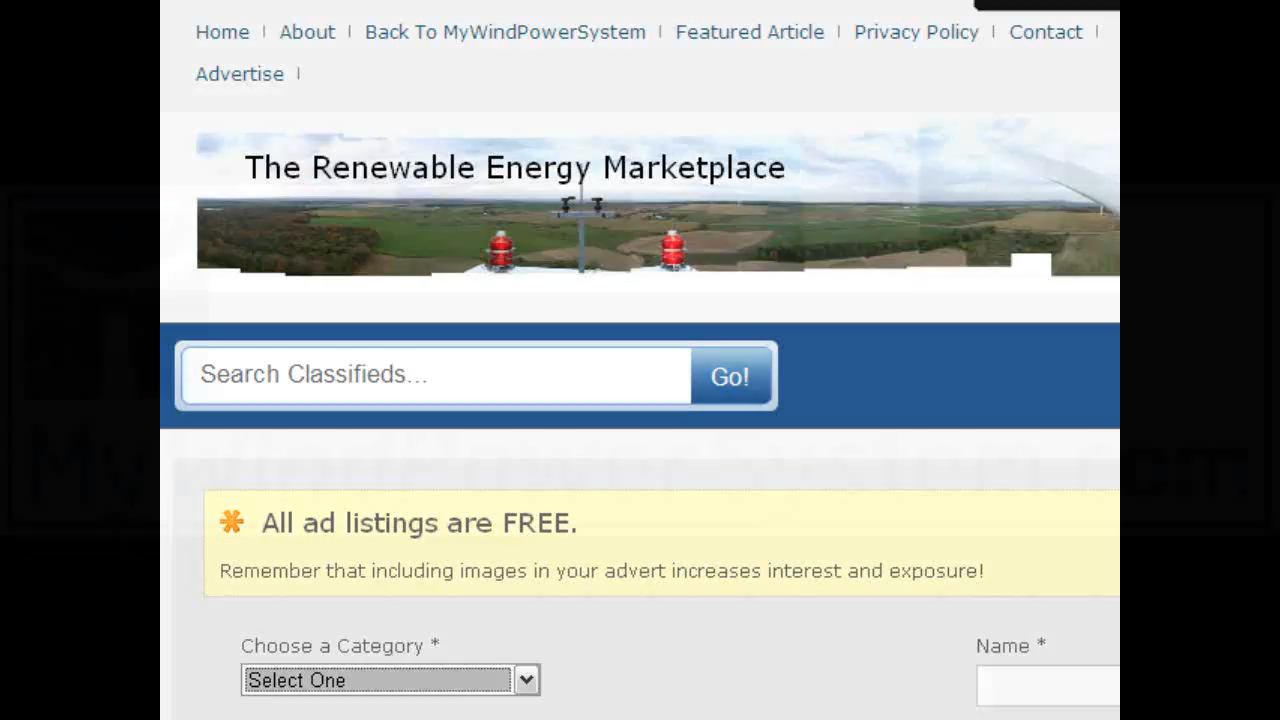 Home | About | Back To MyWindPowerSystem | Featured Article | Privacy Policy | Contact |
Advertise |
The Renewable Energy Marketplace
Search Classifieds...
Go!
All ad listings are FREE.
Remember that including images in your advert increases interest and exposure!
Choose a Category *
Name *
Select One